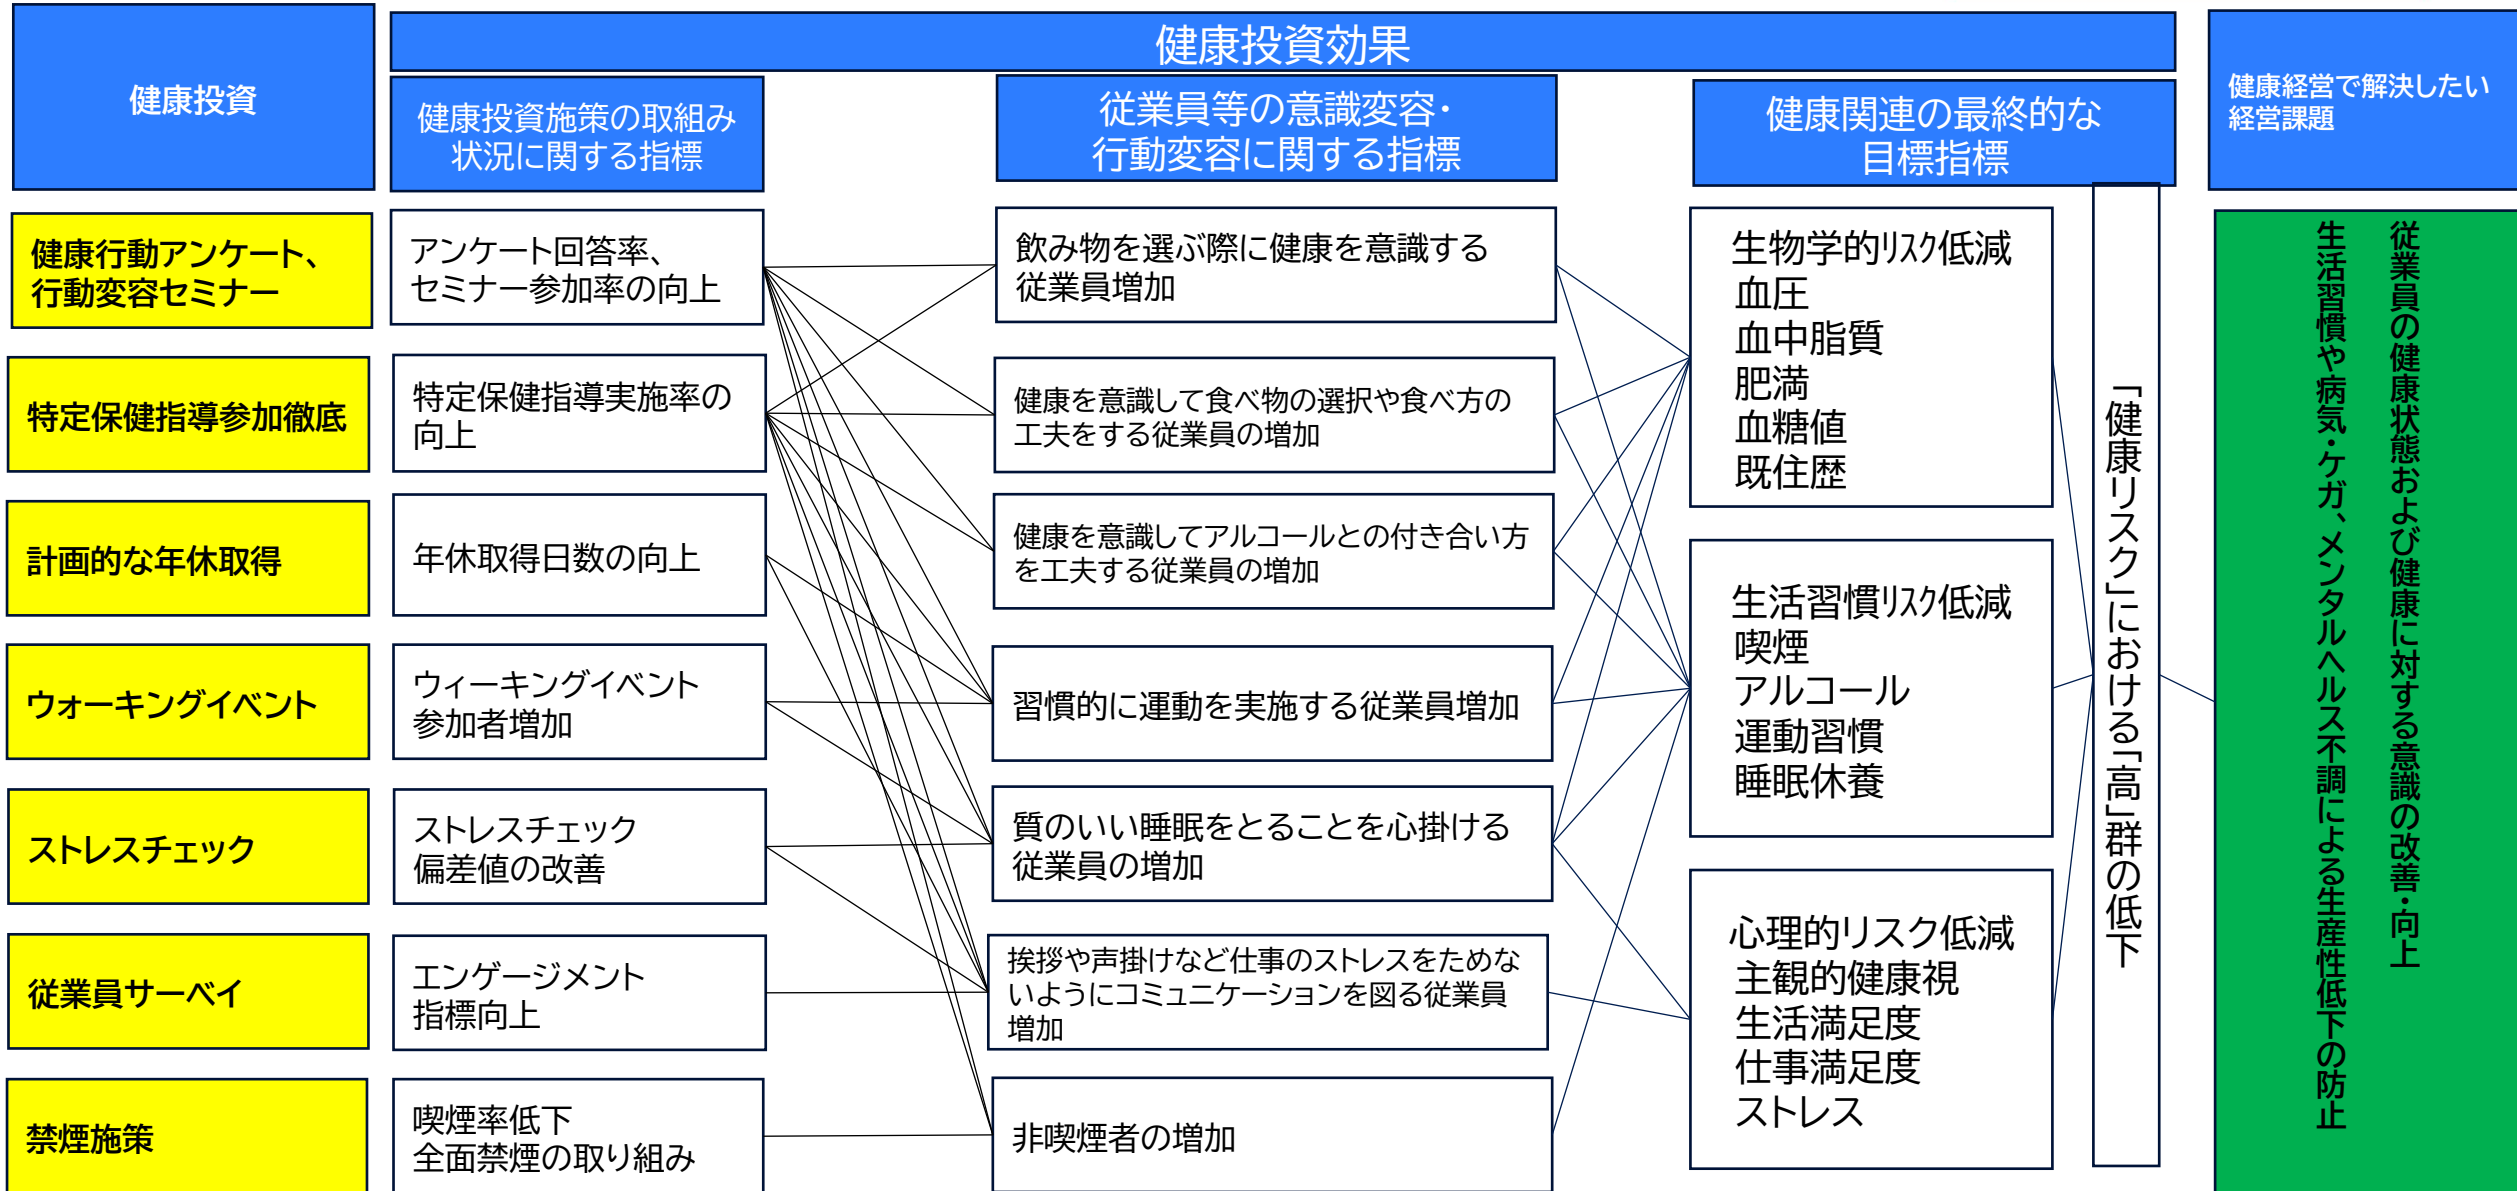 健康投資
健康投資効果
健康投資施策の取組み
状況に関する指標
従業員等の意識変容・
行動変容に関する指標
健康関連の最終的な
目標指標
健康経営で解決したい
経営課題
健康行動アンケート、
行動変容セミナー
特定保健指導参加徹底
計画的な年休取得
ウォーキングイベント
ストレスチェック
従業員サーベイ
禁煙施策
アンケート回答率、
セミナー参加率の向上
特定保健指導実施率の
向上
年休取得日数の向上
ウィーキングイベント
参加者増加
ストレスチェック
偏差値の改善
エンゲージメント
指標向上
喫煙率低下
全面禁煙の取り組み
飲み物を選ぶ際に健康を意識する
従業員増加
健康を意識して食べ物の選択や食べ方の
工夫をする従業員の増加
健康を意識してアルコールとの付き合い方
を工夫する従業員の増加
習慣的に運動を実施する従業員増加
質のいい睡眠をとることを心掛ける
従業員の増加
挨拶や声掛けなど仕事のストレスをためな
いようにコミュニケーションを図る従業員
増加
非喫煙者の増加
生物学的リスク低減
血圧
血中脂質
肥満
血糖値
既住歴
生活習慣リスク低減
喫煙
アルコール
運動習慣
睡眠休養
心理的リスク低減
主観的健康視
生活満足度
仕事満足度
ストレス
「健康リスク」における「高」群の低下
従業員の健康状態および健康に対する意識の改善・向上
生活習慣や病気・ケガ、メンタルヘルス不調による生産性低下の防止